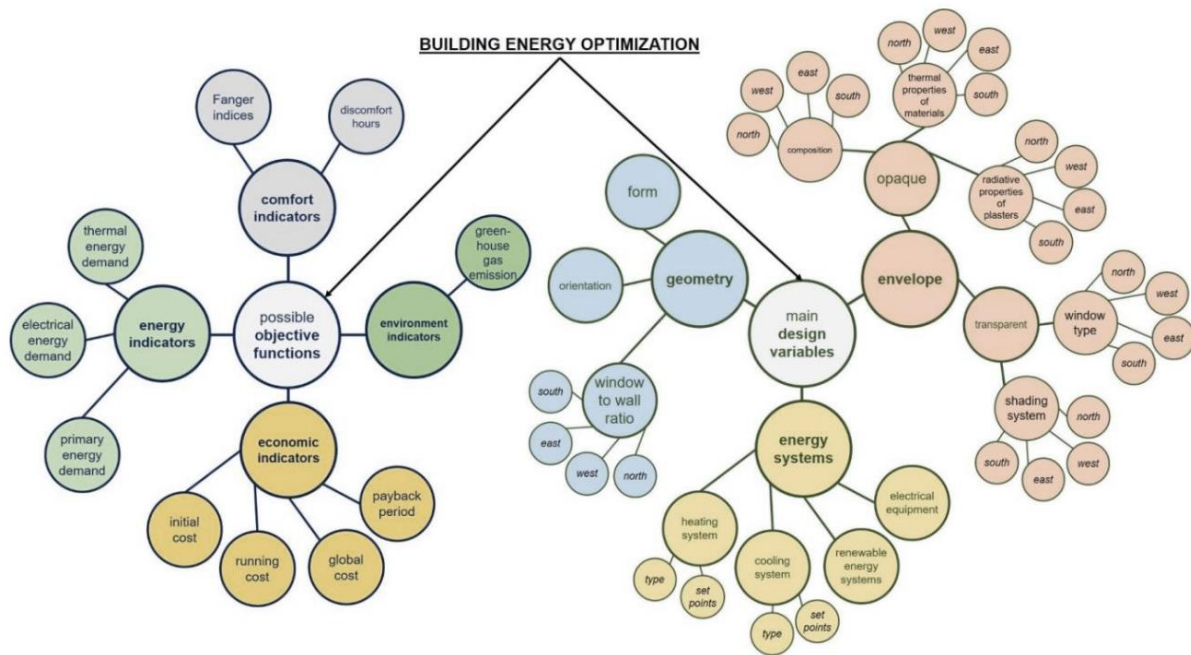 BUILDING ENERGY OPTIMIZATION
Fanger
indices
discomfort
hours
comfort
indicators
thermal
energy
demand
electrical
energy
demand
primary
energy
demand
energy
indicators
possible
objective
functions
green-
house
gas
emission
environment
indicators
economic
indicators
initial
cost
running
cost
global
cost
payback
period
main
design
variables
geometry
form
orientation
window
to wall
ratio
south
east
west
north
envelope
opaque
composition
north
west
east
south
thermal
properties
of
materials
north
west
east
south
radiative
properties
of
plasters
north
west
east
south
transparent
window
type
north
west
east
south
shading
system
north
west
east
south
energy
systems
heating
system
type
set
points
cooling
system
type
set
points
renewable
energy
systems
electrical
equipment